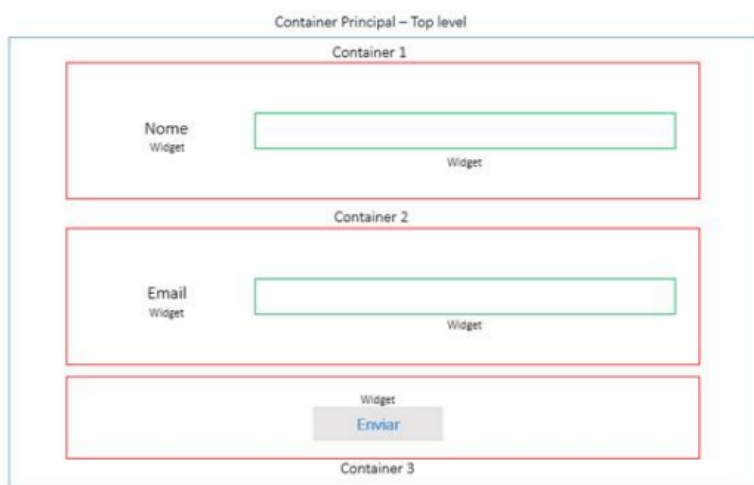 Container Principal – Top level
Container 1
Nome
Widget
Widget
Container 2
Email
Widget
Widget
Widget
Enviar
Container 3